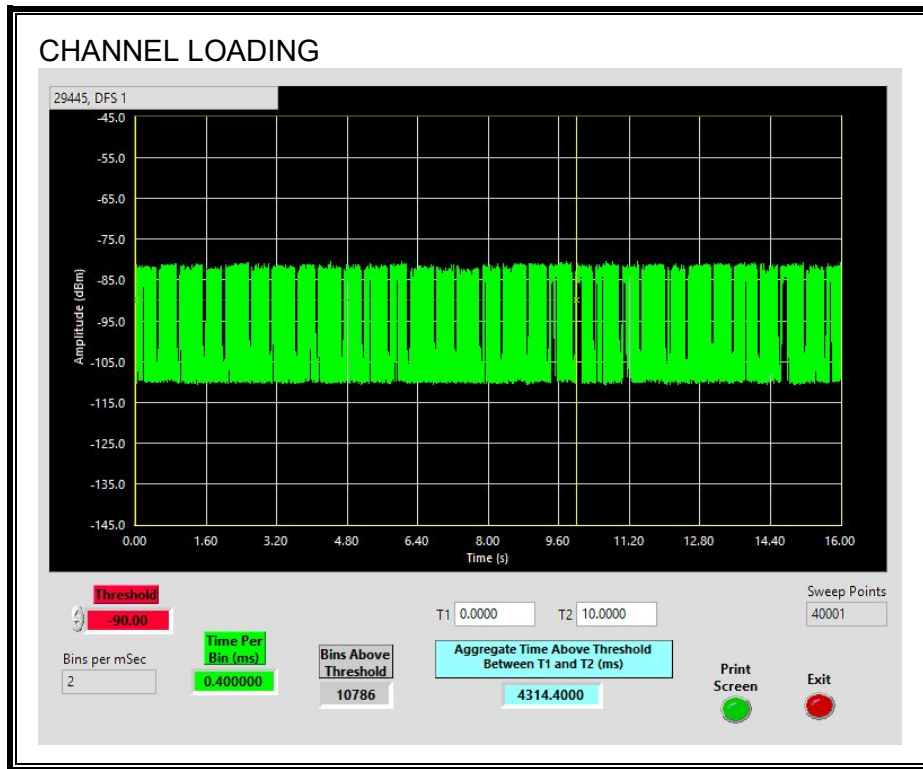 CHANNEL LOADING
29445, DFS 1
-45.0
-55.0
-65.0
-75.0
-85.0
-95.0
-105.0
-115.0
-125.0
-135.0
-145.0
Amplitude (dBm)
0.00 1.60 3.20 4.80 6.40 8.00 9.60 11.20 12.80 14.40 16.00
Time (s)
Threshold
-90.00
Bins per mSec
2
Time Per
Bin (ms)
0.400000
Bins Above
Threshold
10786
T1 0.0000 T2 10.0000
Aggregate Time Above Threshold
Between T1 and T2 (ms)
4314.4000
Sweep Points
40001
Print
Screen
Exit